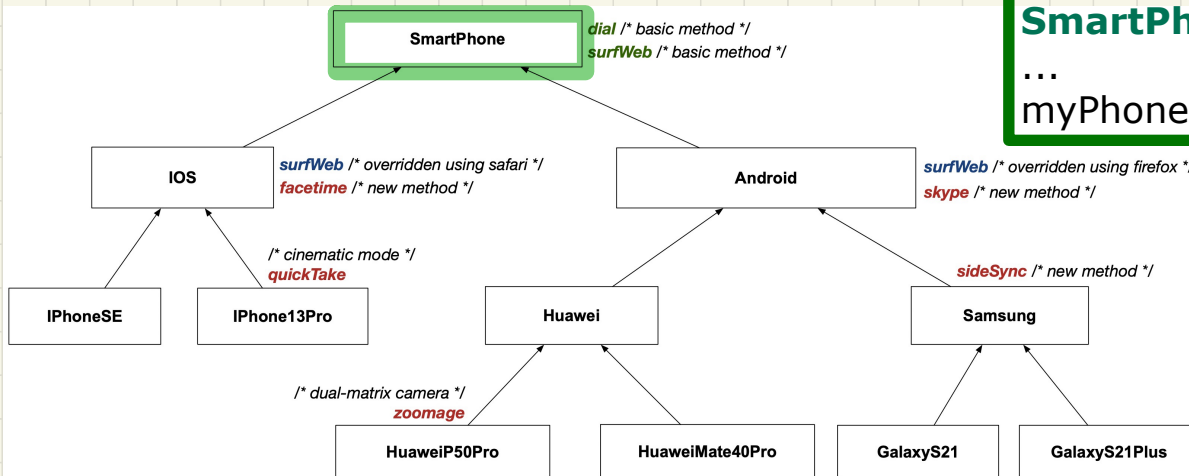 SmartPh
...
myPhone
SmartPhone
dial /* basic method */
surfWeb /* basic method */
IOS
surfWeb /* overridden using safari */
facetime /* new method */
Android
surfWeb /* overridden using firefox */
skype /* new method */
/* cinematic mode */
quickTake
sideSync /* new method */
IPhoneSE
IPhone13Pro
Huawei
Samsung
/* dual-matrix camera */
zoomage
HuaweiP50Pro
HuaweiMate40Pro
GalaxyS21
GalaxyS21Plus